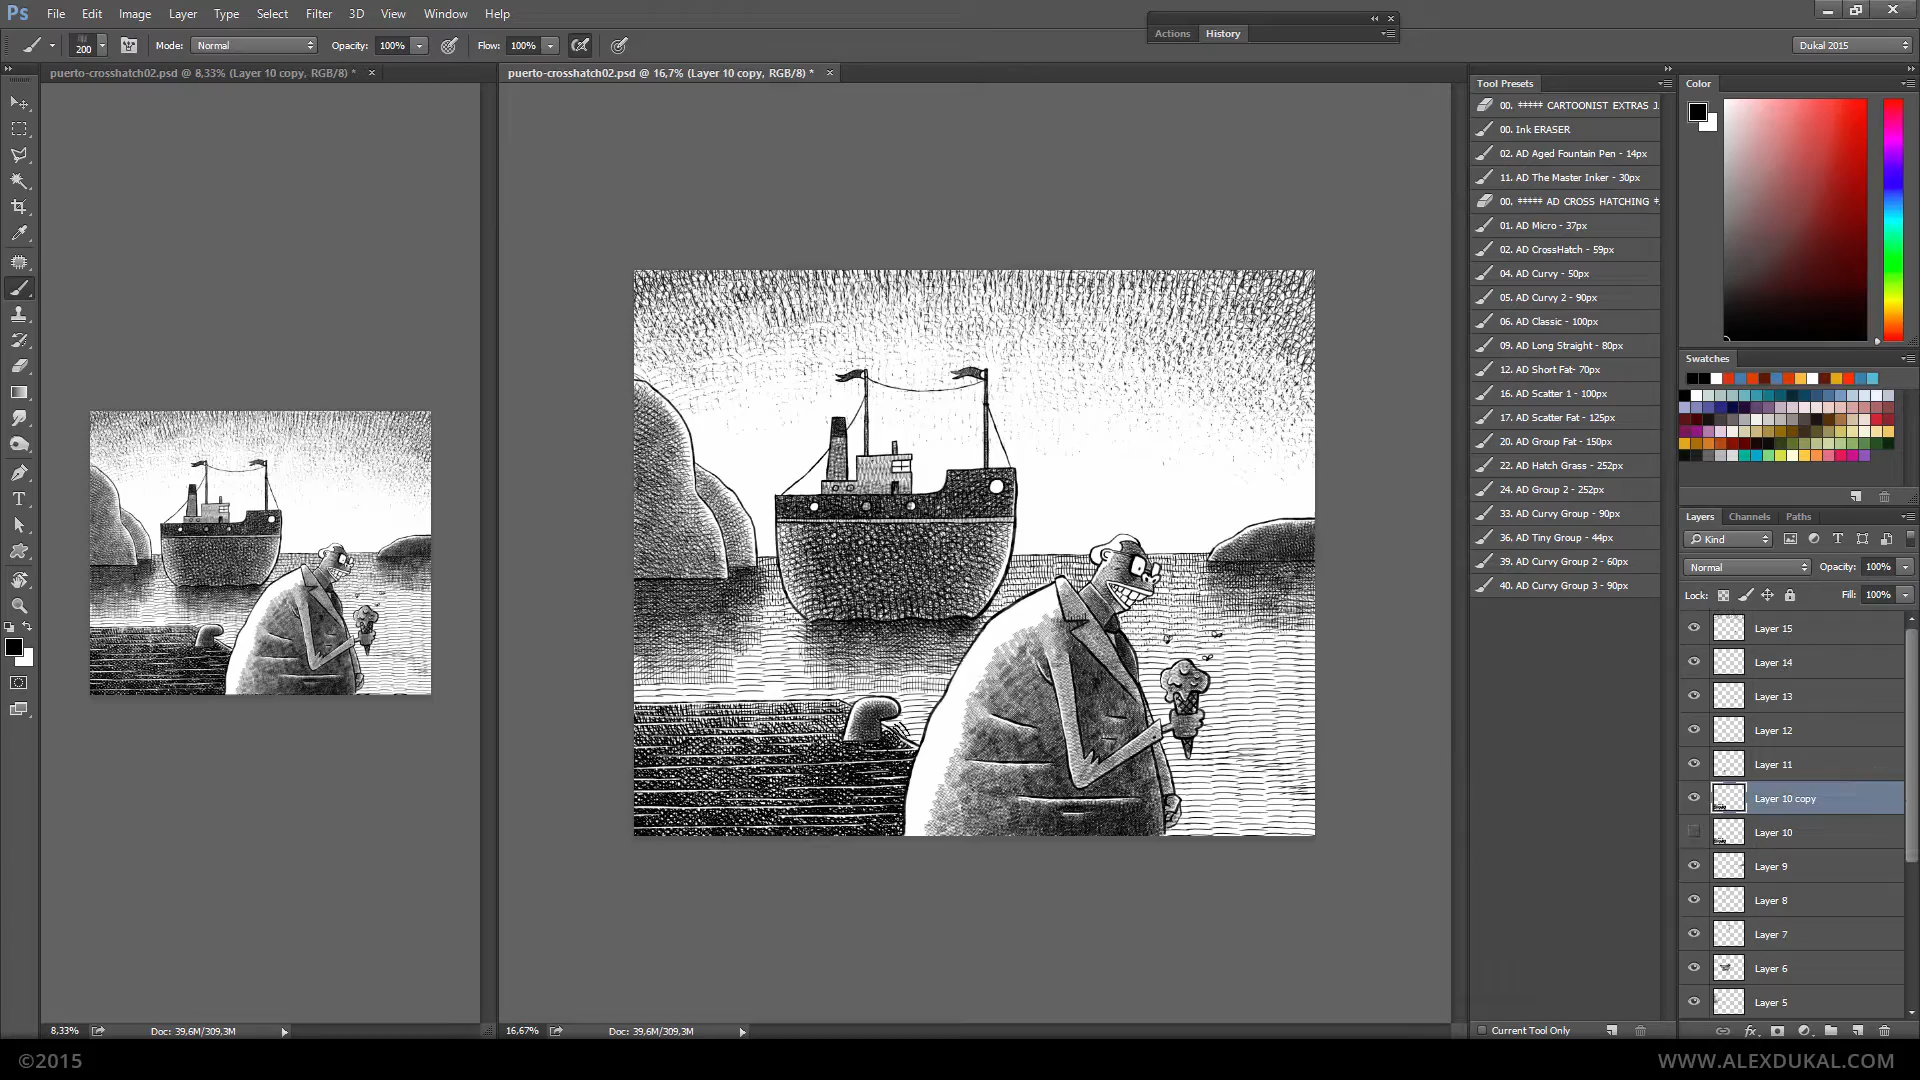 Ps File Edit Image Layer Type Select Filter 3D View Window Help
200 Mode: Normal Opacity: 100% Flow: 100%
Actions History
Dukal 2015
puerto-crosshatch02.psd @ 8,33% (Layer 10 copy, RGB/8) *
puerto-crosshatch02.psd @ 16,7% (Layer 10 copy, RGB/8) *
Tool Presets
00. ***** CARTOONIST EXTRAS
00. Ink ERASER
02. AD Aged Fountain Pen - 14px
11. AD The Master Inker - 30px
00. ***** AD CROSS HATCHING
01. AD Micro - 37px
02. AD CrossHatch - 59px
04. AD Curvy - 50px
05. AD Curvy 2 - 90px
06. AD Classic - 100px
09. AD Long Straight - 80px
12. AD Short Fat- 70px
16. AD Scatter 1 - 100px
17. AD Scatter Fat - 125px
20. AD Group Fat - 150px
22. AD Hatch Grass - 252px
24. AD Group 2 - 252px
33. AD Curvy Group - 90px
36. AD Tiny Group - 44px
39. AD Curvy Group 2 - 60px
40. AD Curvy Group 3 - 90px
Current Tool Only
Color
Swatches
Layers Channels Paths
Kind
Normal Opacity: 100%
Lock: Fill: 100%
Layer 15
Layer 14
Layer 13
Layer 12
Layer 11
Layer 10 copy
Layer 10
Layer 9
Layer 8
Layer 7
Layer 6
Layer 5
8,33% Doc: 39,6M/309,3M
16,67% Doc: 39,6M/309,3M
©2015
WWW.ALEXDUKAL.COM